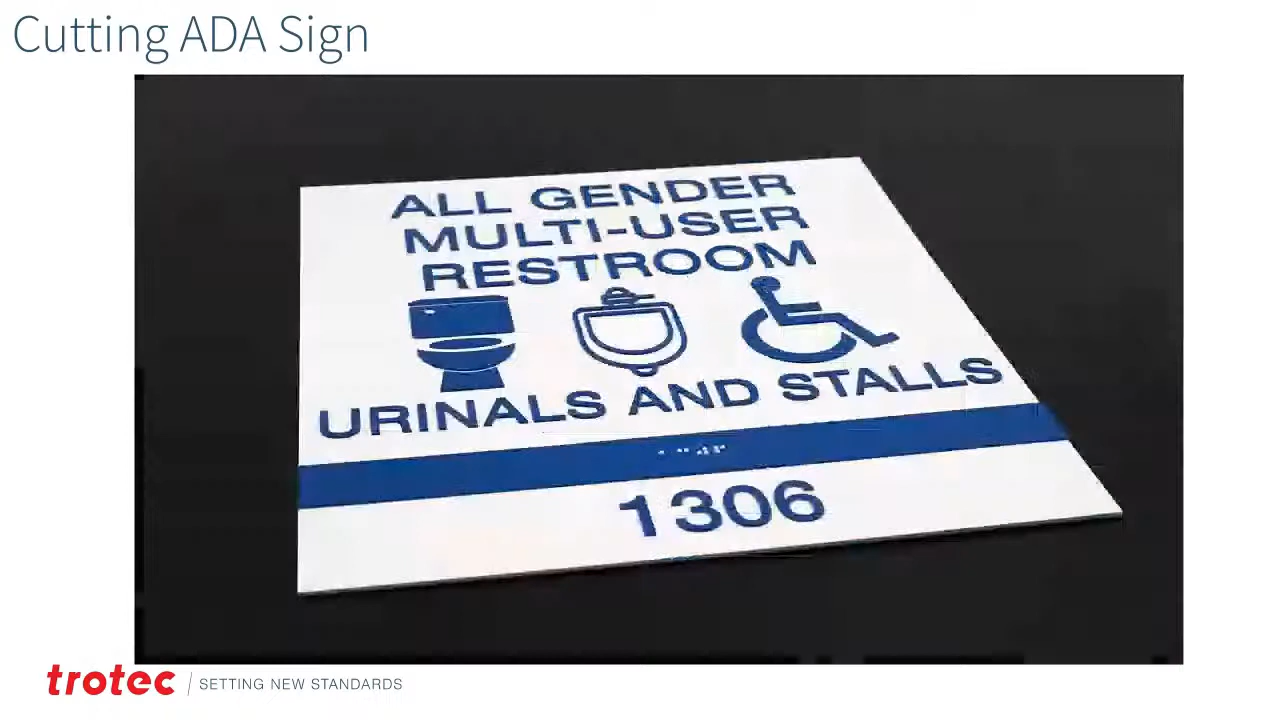 Cutting ADA Sign
ALL GENDER
MULTI-USER
RESTROOM
URINALS AND STALLS
1306
trotec | SETTING NEW STANDARDS